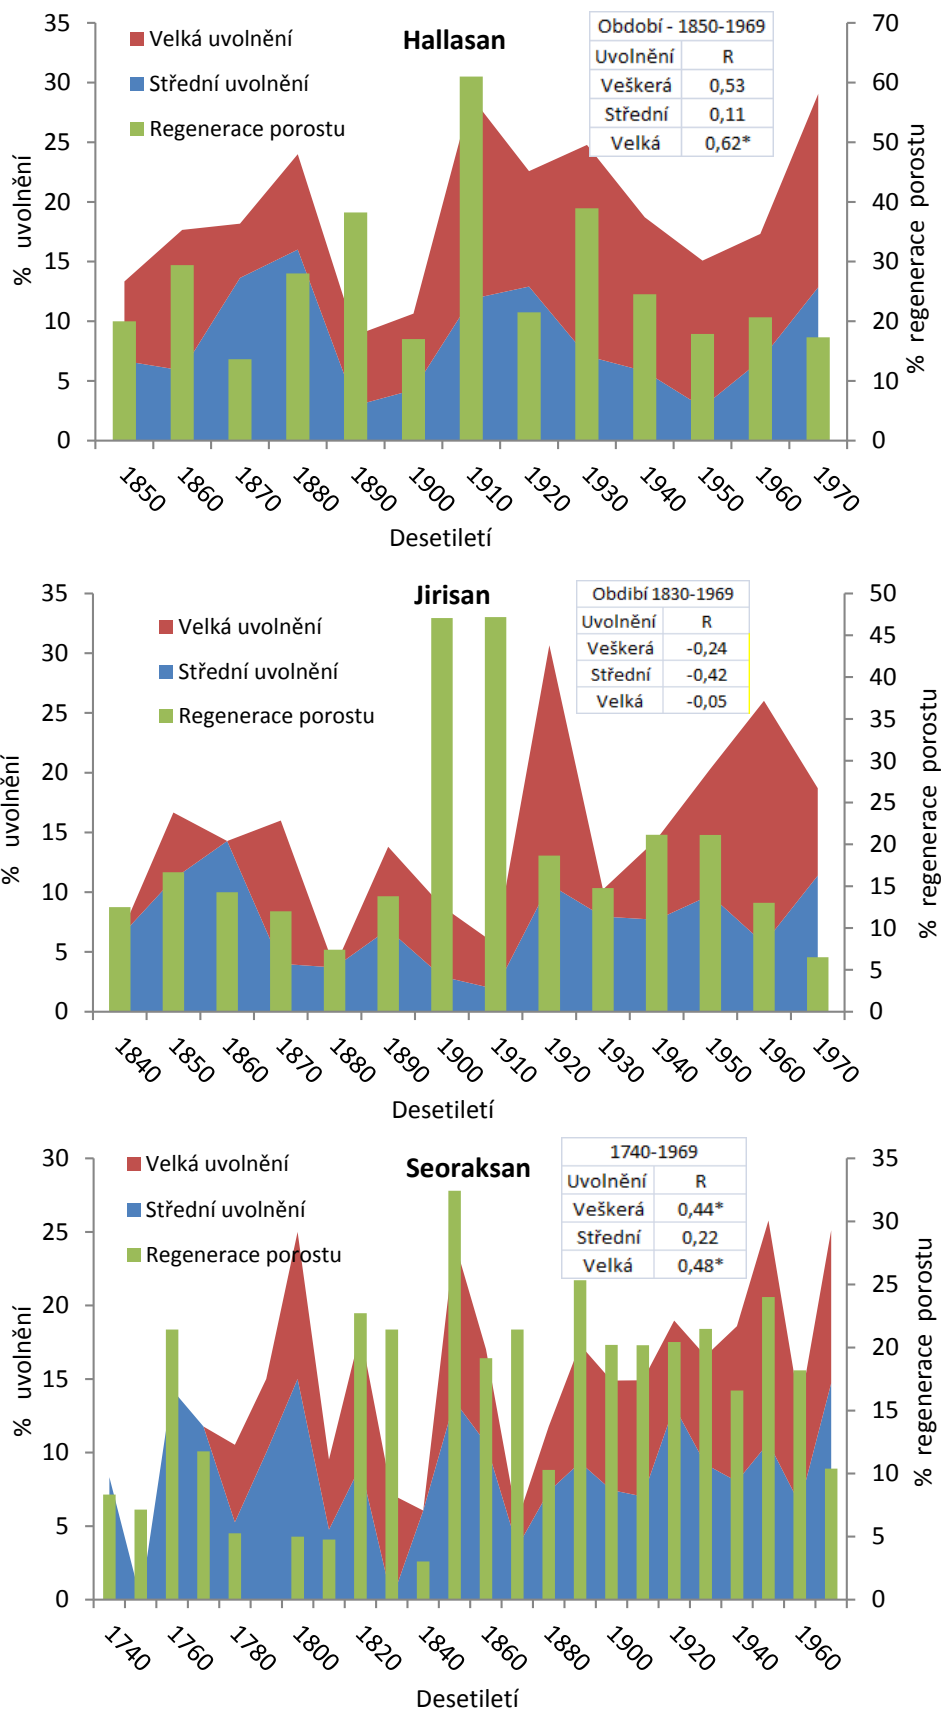 Hallasan
Velká uvolnění
Střední uvolnění
Regenerace porostu
Období - 1850-1969
Uvolnění R
Veškerá 0,53
Střední 0,11
Velká 0,62*
% uvolnění
35
30
25
20
15
10
5
0
% regenerace porostu
70
60
50
40
30
20
10
0
1850 1860 1870 1880 1890 1900 1910 1920 1930 1940 1950 1960 1970
Desetiletí
Jirisan
Velká uvolnění
Střední uvolnění
Regenerace porostu
Obdibí 1830-1969
Uvolnění R
Veškerá -0,24
Střední -0,42
Velká -0,05
% uvolnění
35
30
25
20
15
10
5
0
% regenerace porostu
50
45
40
35
30
25
20
15
10
5
0
1840 1850 1860 1870 1880 1890 1900 1910 1920 1930 1940 1950 1960 1970
Desetiletí
Seoraksan
Velká uvolnění
Střední uvolnění
Regenerace porostu
1740-1969
Uvolnění R
Veškerá 0,44*
Střední 0,22
Velká 0,48*
% uvolnění
30
25
20
15
10
5
0
% regenerace porostu
35
30
25
20
15
10
5
0
1740 1760 1780 1800 1820 1840 1860 1880 1900 1920 1940 1960
Desetiletí